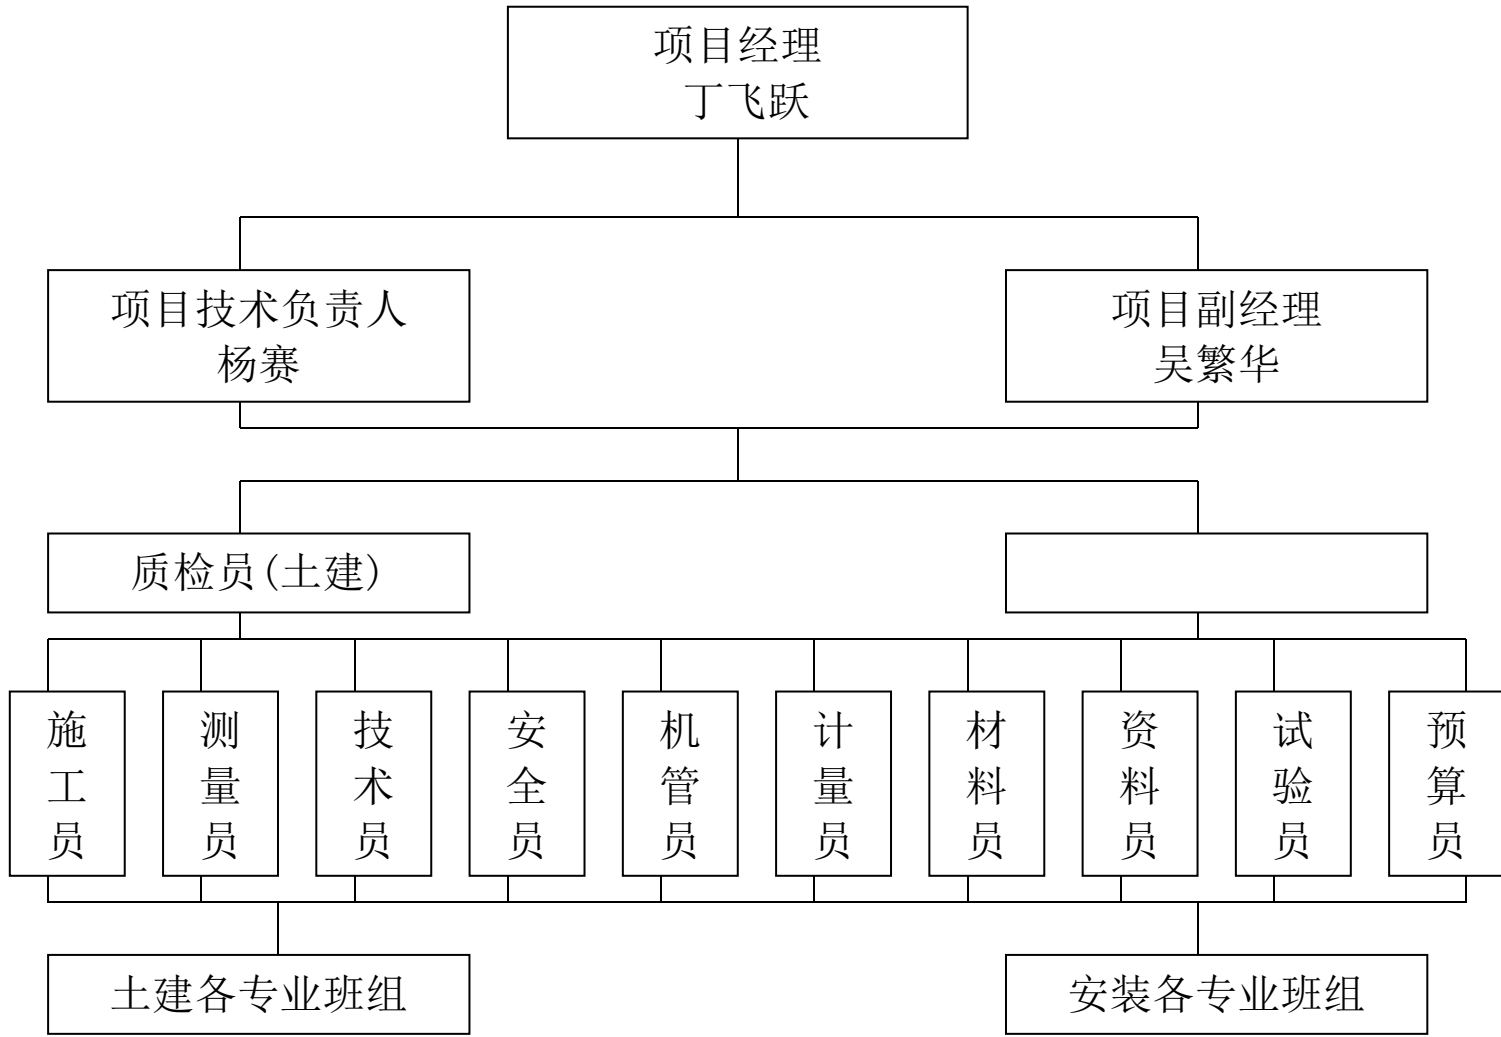 项目经理
丁飞跃
项目技术负责人
杨赛
项目副经理
吴繁华
质检员(土建)
施工员
测量员
技术员
安全员
机管员
计量员
材料员
资料员
试验员
预算员
土建各专业班组
安装各专业班组